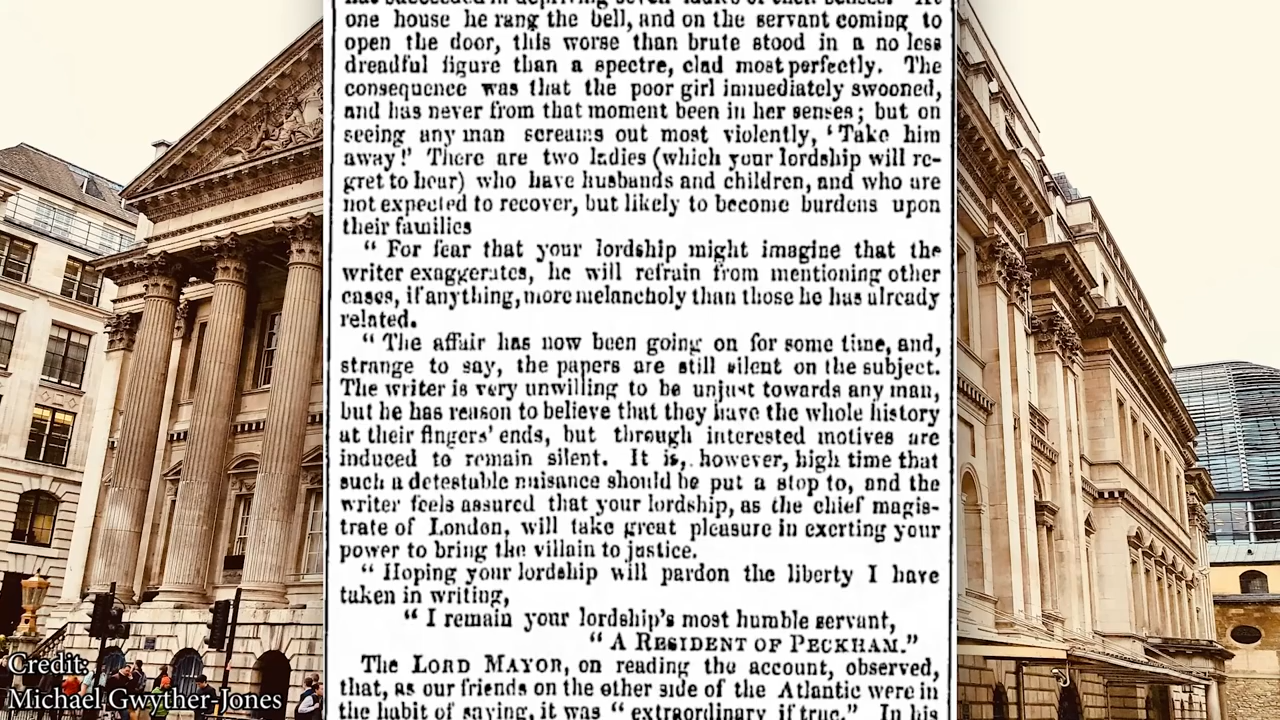 has succeeded in depriving seven ladies of their senses. At
one house he rang the bell, and on the servant coming to
open the door, this worse than brute stood in a no less
dreadful figure than a spectre, clad most perfectly. The
consequence was that the poor girl immediately swooned,
and has never from that moment been in her senses; but on
seeing any man screams out most violently, ‘Take him
away!’ There are two ladies (which your lordship will re-
gret to hear) who have husbands and children, and who are
not expected to recover, but likely to become burdens upon
their families
“ For fear that your lordship might imagine that the
writer exaggerates, he will refrain from mentioning other
cases, if anything, more melancholy than those he has already
related.
“ The affair has now been going on for some time, and,
strange to say, the papers are still silent on the subject.
The writer is very unwilling to be unjust towards any man,
but he has reason to believe that they have the whole history
at their fingers’ ends, but through interested motives are
induced to remain silent. It is, however, high time that
such a detestable nuisance should be put a stop to, and the
writer feels assured that your lordship, as the chief magis-
trate of London, will take great pleasure in exerting your
power to bring the villain to justice.
“ Hoping your lordship will pardon the liberty I have
taken in writing,
“ I remain your lordship’s most humble servant,
“ A RESIDENT OF PECKHAM.”
The LORD MAYOR, on reading the account, observed,
that, as our friends on the other side of the Atlantic were in
the habit of saying, it was “ extraordinary if true.” In his
Credit:
Michael Gwyther-Jones